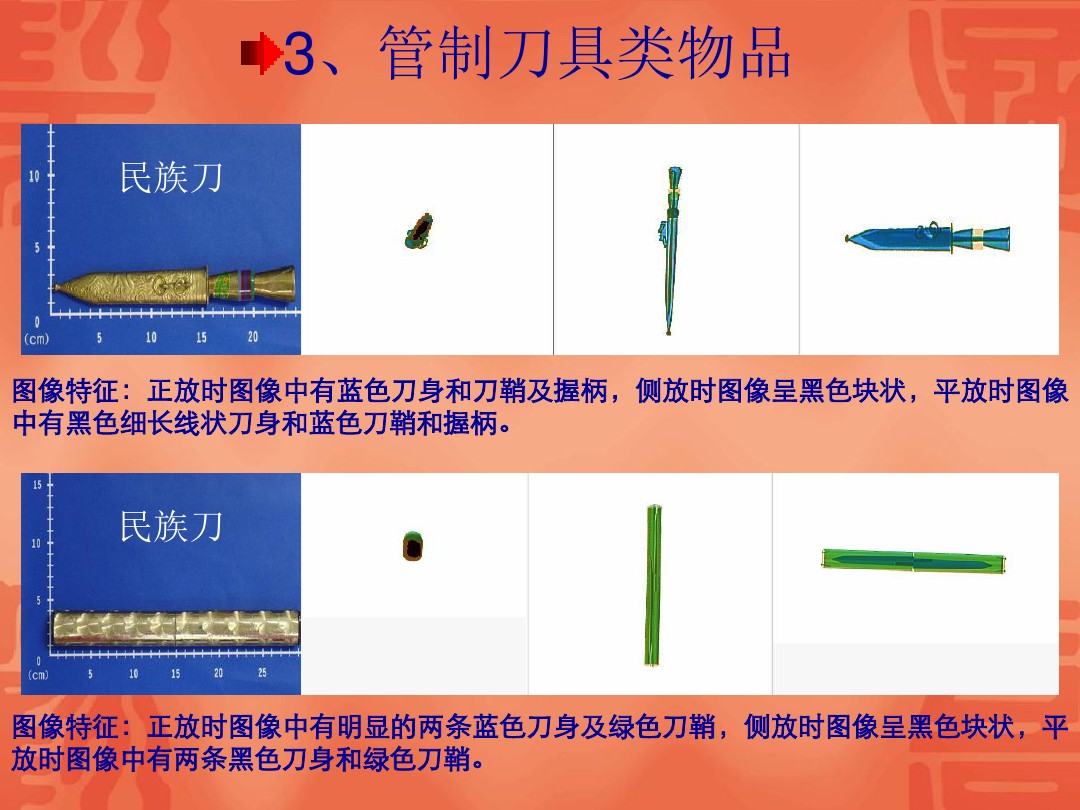 3、管制刀具类物品
民族刀
10
5
0
(cm)
5 10 15 20
图像特征：正放时图像中有蓝色刀身和刀鞘及握柄，侧放时图像呈黑色块状，平放时图像
中有黑色细长线状刀身和蓝色刀鞘和握柄。
15
民族刀
10
5
0
(cm)
5 10 15 20 25
图像特征：正放时图像中有明显的两条蓝色刀身及绿色刀鞘，侧放时图像呈黑色块状，平
放时图像中有两条黑色刀身和绿色刀鞘。